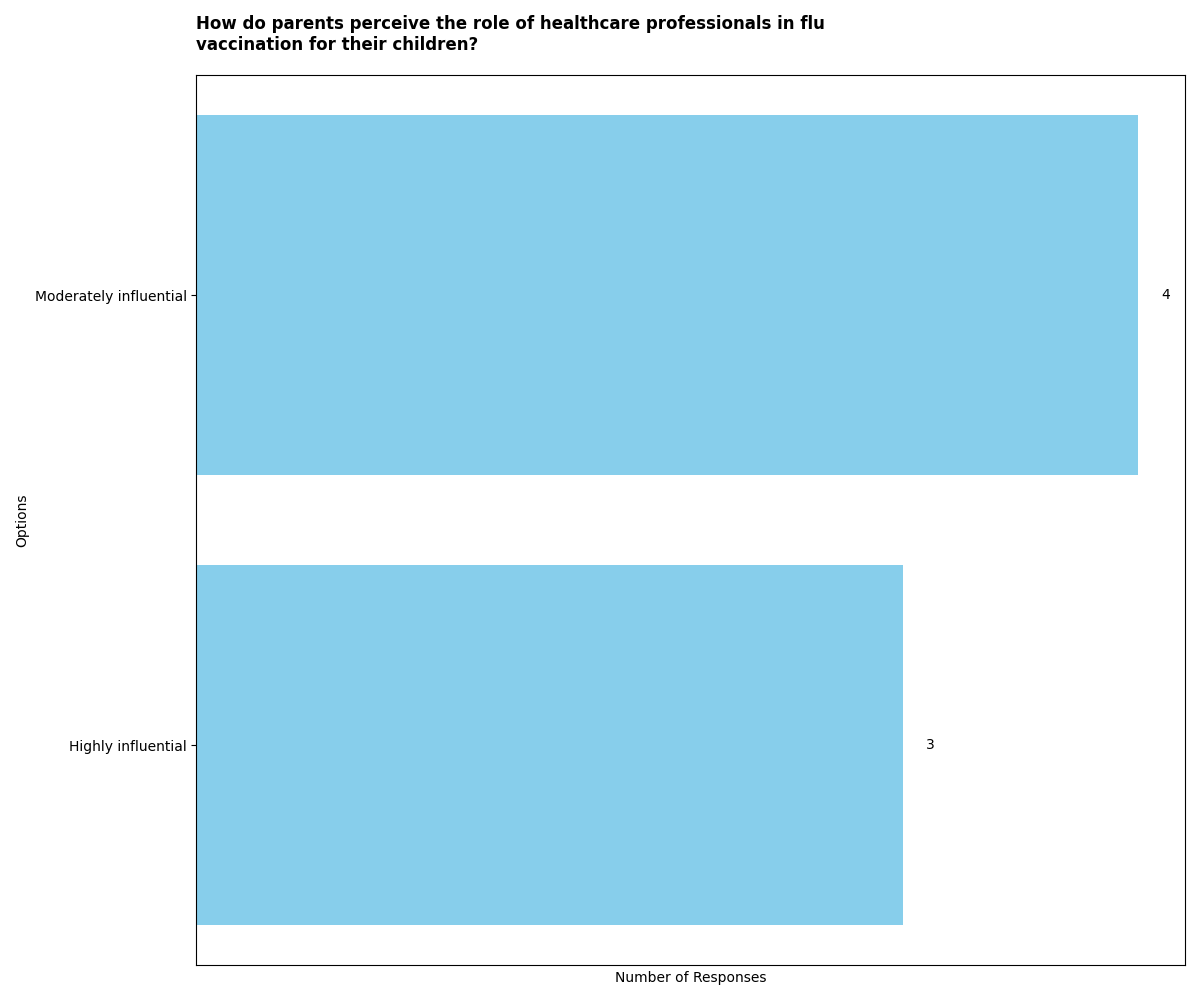 How do parents perceive the role of healthcare professionals in flu
vaccination for their children?
Moderately influential
4
Options
Highly influential
3
Number of Responses